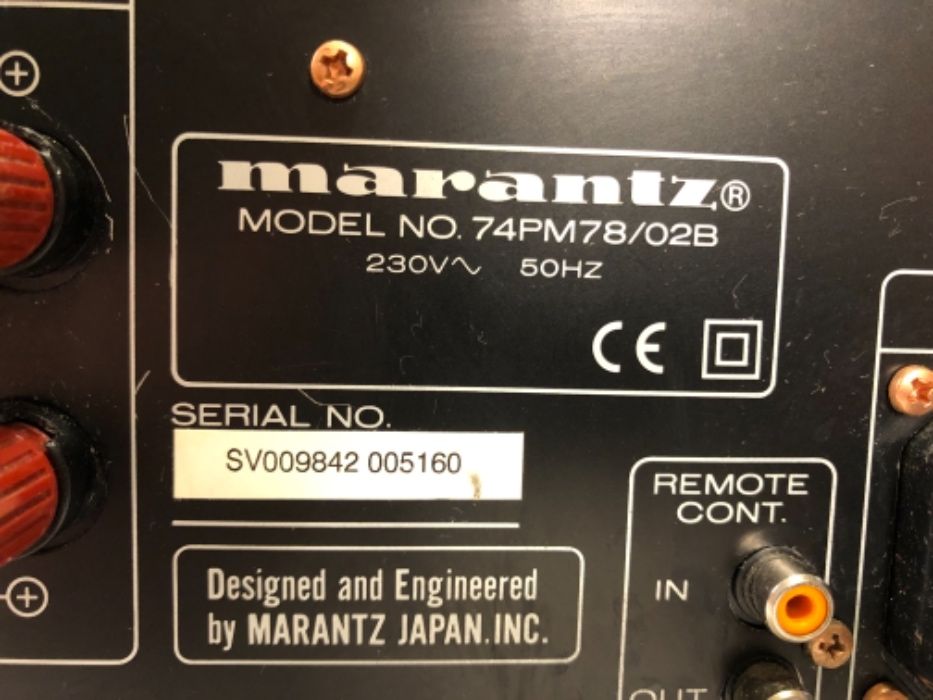 marantz®
MODEL NO. 74PM78/02B
230V∿ 50HZ
CE
SERIAL NO.
SV009842 005160
Designed and Engineered
by MARANTZ JAPAN.INC.
REMOTE
CONT.
IN
OUT